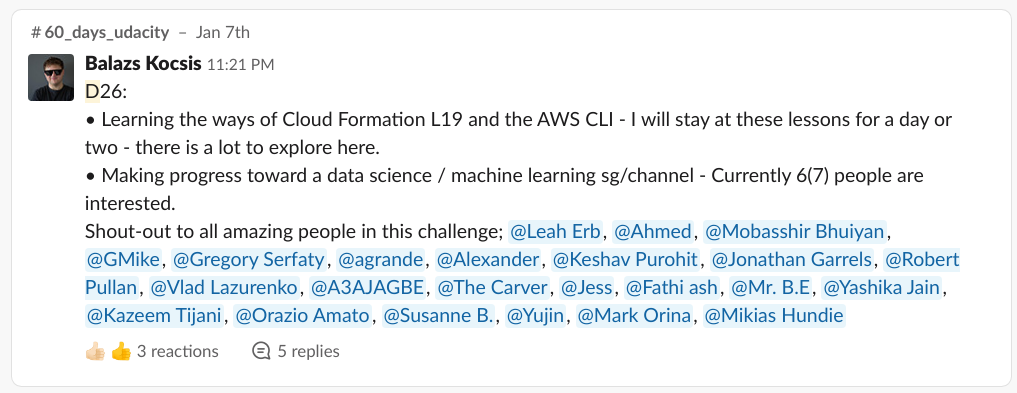 # 60_days_udacity – Jan 7th
Balazs Kocsis 11:21 PM
D26:
• Learning the ways of Cloud Formation L19 and the AWS CLI - I will stay at these lessons for a day or
two - there is a lot to explore here.
• Making progress toward a data science / machine learning sg/channel - Currently 6(7) people are
interested.
Shout-out to all amazing people in this challenge; @Leah Erb, @Ahmed, @Mobasshir Bhuiyan,
@GMike, @Gregory Serfaty, @agrande, @Alexander, @Keshav Purohit, @Jonathan Garrels, @Robert
Pullan, @Vlad Lazurenko, @A3AJAGBE, @The Carver, @Jess, @Fathi ash, @Mr. B.E, @Yashika Jain,
@Kazeem Tijani, @Orazio Amato, @Susanne B., @Yujin, @Mark Orina, @Mikias Hundie
3 reactions 5 replies